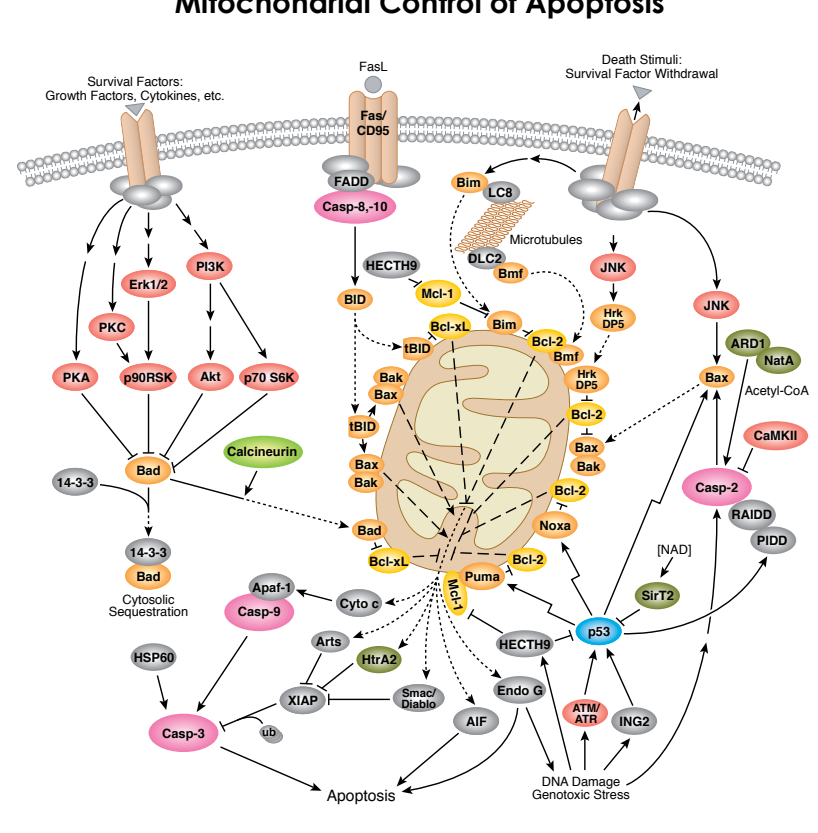 Mitochondrial Control of Apoptosis
Survival Factors:
Growth Factors, Cytokines, etc.
FasL
Death Stimuli:
Survival Factor Withdrawal
Fas/
CD95
FADD
Casp-8,-10
Bim
LC8
Microtubules
DLC2
Bmf
HECTH9
Mcl-1
BID
PI3K
Erk1/2
PKC
JNK
Hrk
DP5
JNK
ARD1
NatA
Acetyl-CoA
Bax
Bcl-xL
Bim
Bcl-2
Bmf
tBID
Hrk
DP5
PKA
p90RSK
Akt
p70 S6K
Bak
Bax
Bcl-2
tBID
Bax
Bak
CaMKII
Calcineurin
Bad
14-3-3
Bax
Bak
Casp-2
Bcl-2
RAIDD
PIDD
Noxa
Bad
14-3-3
Bad
Cytosolic
Sequestration
Bcl-xL
Bcl-2
Puma
Mcl-1
[NAD]
SirT2
Apaf-1
Casp-9
Cyto c
p53
HECTH9
Arts
HtrA2
HSP60
XIAP
Smac/
Diablo
Endo G
AIF
ATM/
ATR
ING2
Casp-3
ub
DNA Damage
Genotoxic Stress
Apoptosis